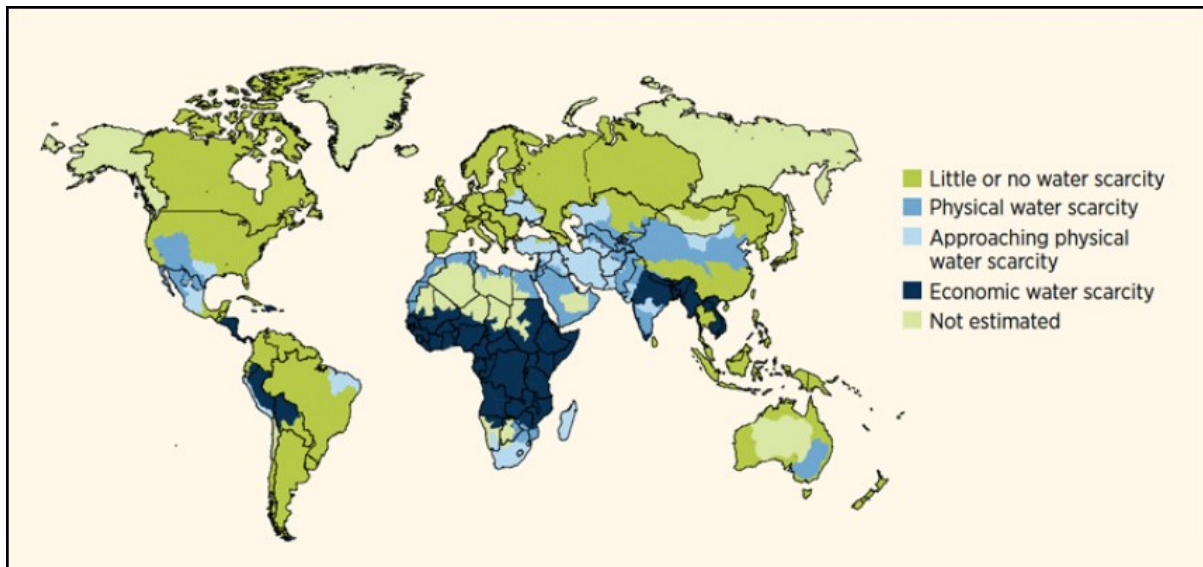 Little or no water scarcity
Physical water scarcity
Approaching physical
water scarcity
Economic water scarcity
Not estimated